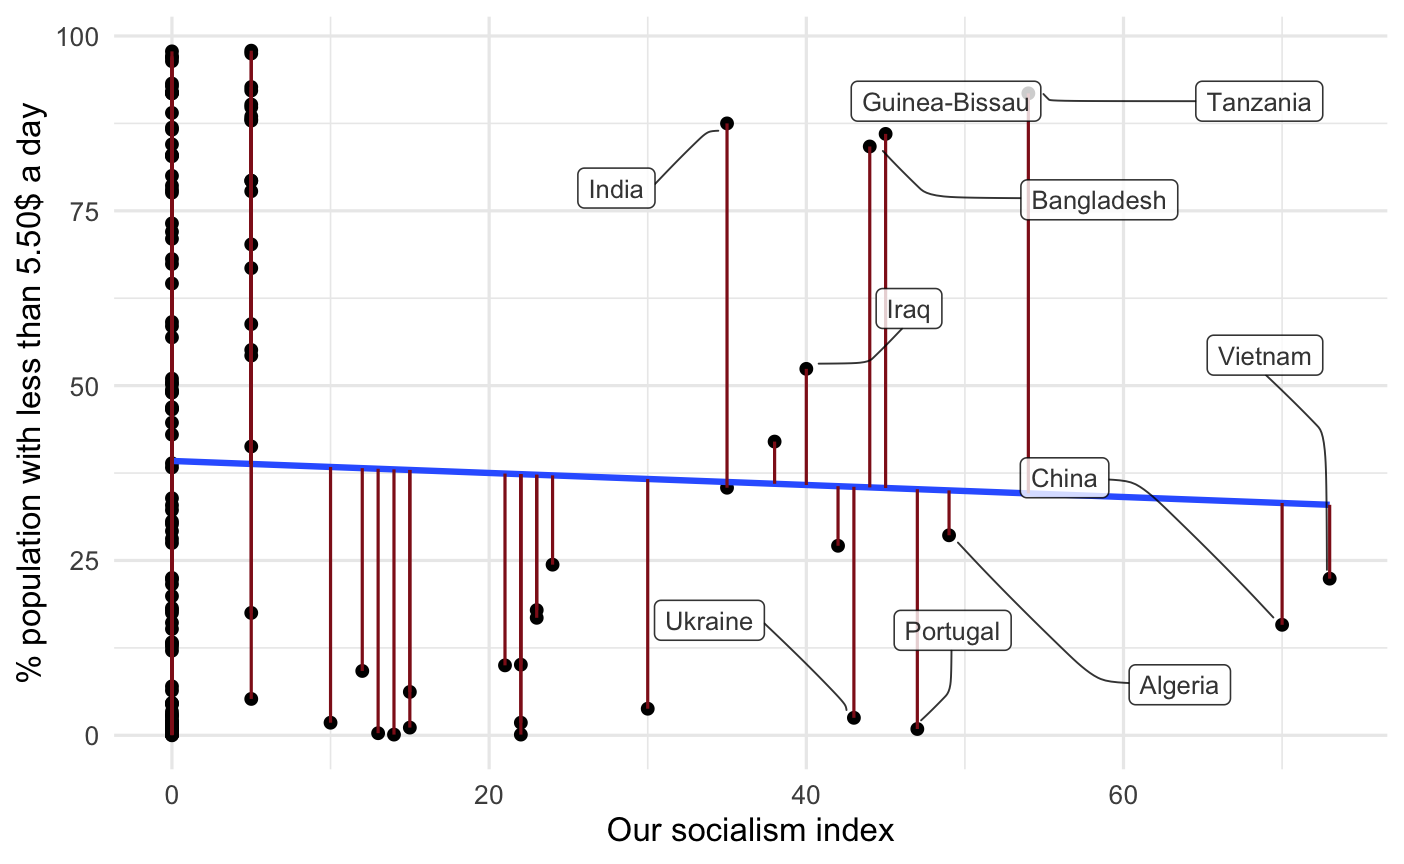 % population with less than 5.50$ a day
100
75
50
25
0
Guinea-Bissau
Tanzania
India
Bangladesh
Iraq
Vietnam
China
Ukraine
Portugal
Algeria
0
20
40
60
Our socialism index